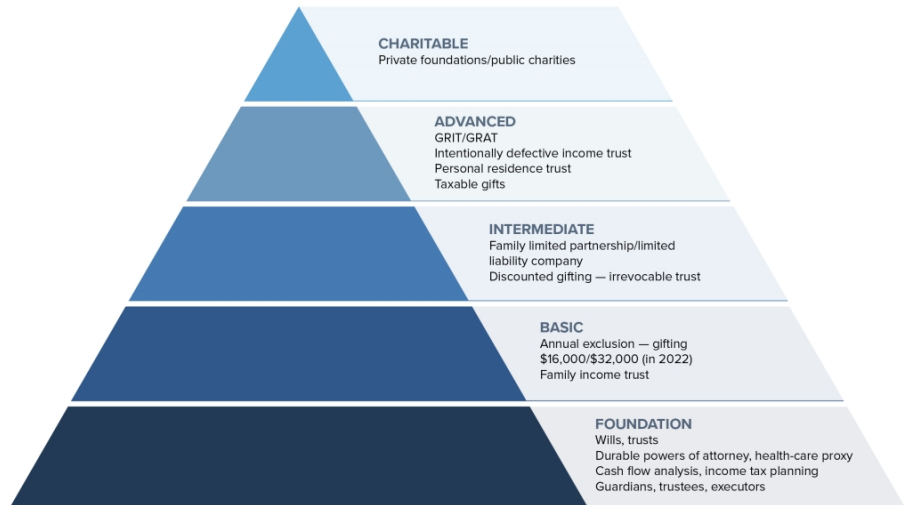 CHARITABLE
Private foundations/public charities
ADVANCED
GRIT/GRAT
Intentionally defective income trust
Personal residence trust
Taxable gifts
INTERMEDIATE
Family limited partnership/limited
liability company
Discounted gifting — irrevocable trust
BASIC
Annual exclusion — gifting
$16,000/$32,000 (in 2022)
Family income trust
FOUNDATION
Wills, trusts
Durable powers of attorney, health-care proxy
Cash flow analysis, income tax planning
Guardians, trustees, executors